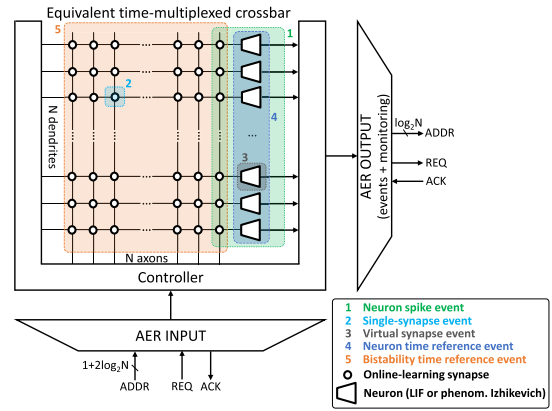 Equivalent time-multiplexed crossbar
5
1
2
4
3
...
...
...
...
...
...
...
N dendrites
N axons
Controller
AER INPUT
1+2log₂N
ADDR
REQ
ACK
AER OUTPUT
(events + monitoring)
log₂N
ADDR
REQ
ACK
1 Neuron spike event
2 Single-synapse event
3 Virtual synapse event
4 Neuron time reference event
5 Bistability time reference event
Online-learning synapse
Neuron (LIF or phenom. Izhikevich)